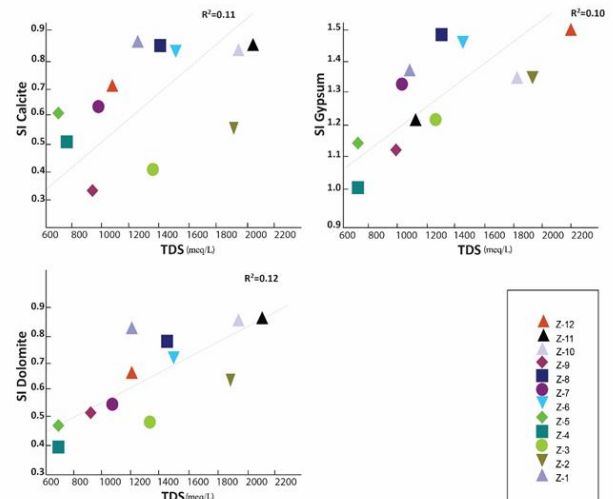 R²=0.11
SI Calcite
0.9
0.8
0.7
0.6
0.5
0.4
0.3
600 800 1000 1200 1400 1600 1800 2000 2200
TDS (meq/L)
R²=0.10
SI Gypsum
1.5
1.4
1.3
1.2
1.1
1.0
0.9
600 800 1000 1200 1400 1600 1800 2000 2200
TDS (meq/L)
R²=0.12
SI Dolomite
0.9
0.8
0.7
0.6
0.5
0.4
0.3
600 800 1000 1200 1400 1600 1800 2000 2200
TDS (meq/L)
Z-12
Z-11
Z-10
Z-9
Z-8
Z-7
Z-6
Z-5
Z-4
Z-3
Z-2
Z-1